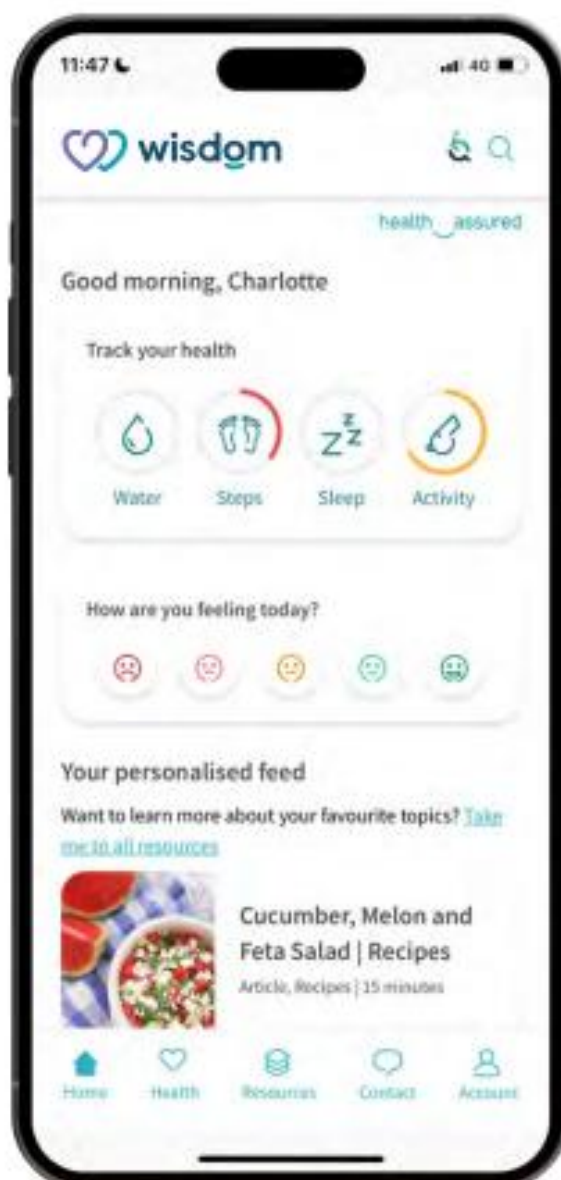 11:47
4G
wisdom
health assured
Good morning, Charlotte
Track your health
Water Steps Sleep Activity
How are you feeling today?
Your personalised feed
Want to learn more about your favourite topics? Take
me to all resources
Cucumber, Melon and
Feta Salad | Recipes
Article, Recipes | 15 minutes
Home Health Resources Contact Account